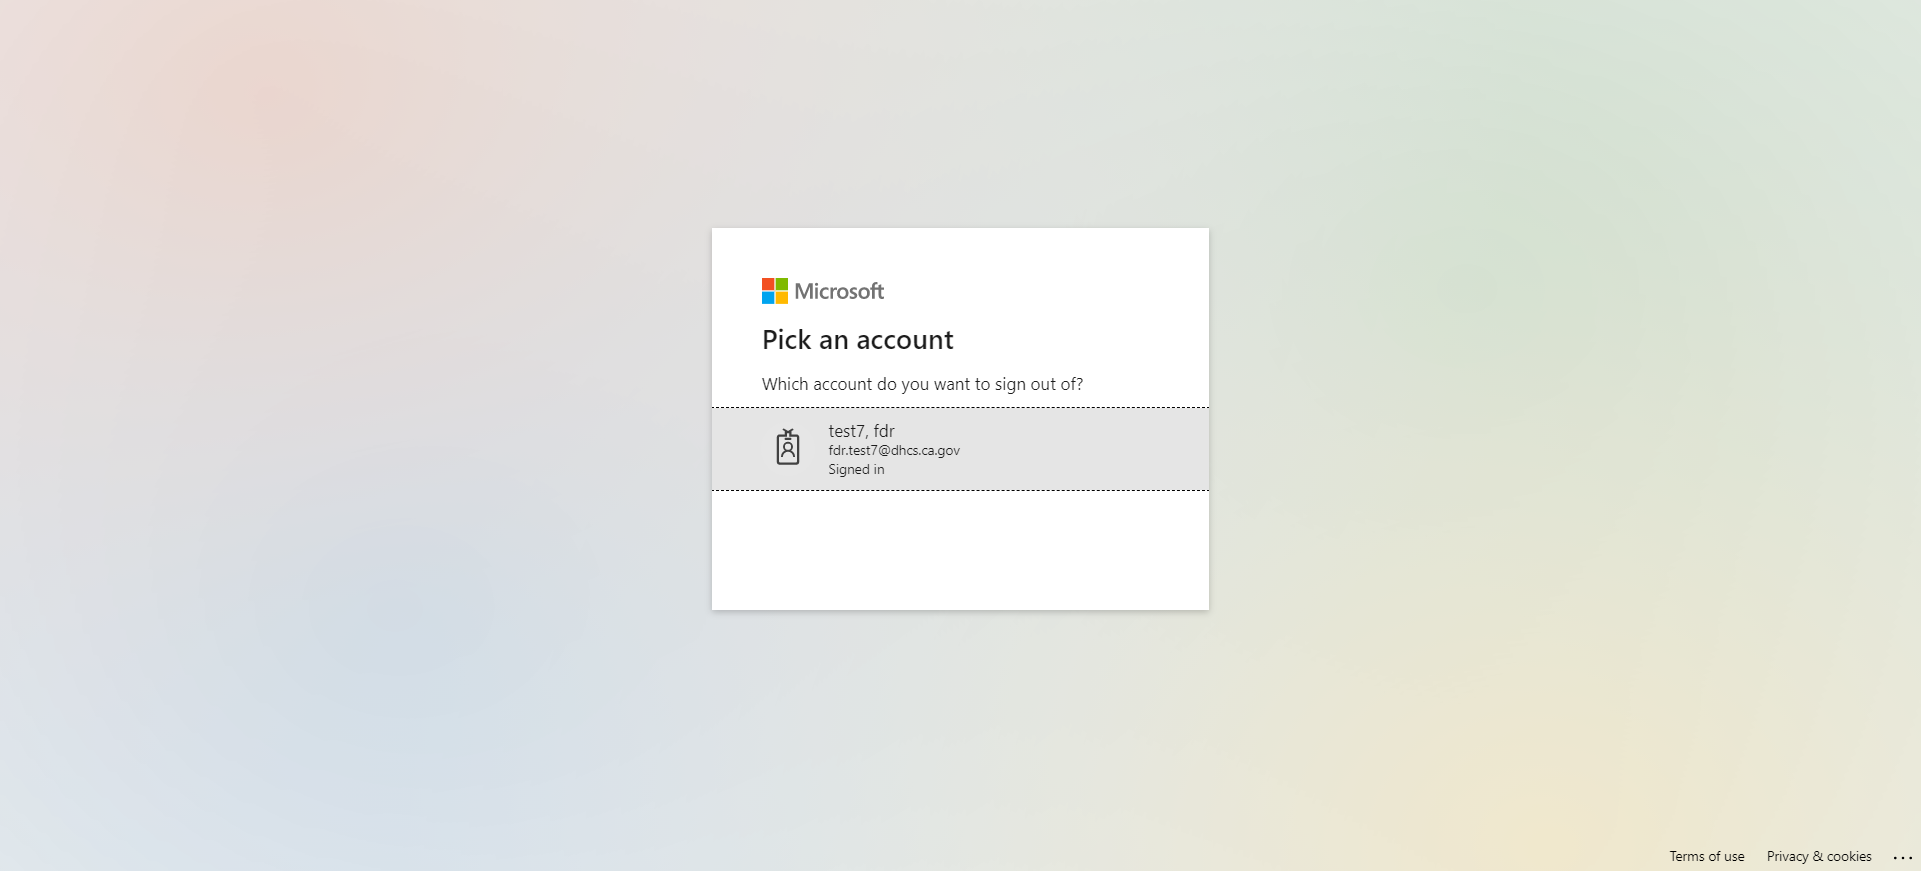 Microsoft
Pick an account
Which account do you want to sign out of?
test7, fdr
fdr.test7@dhcs.ca.gov
Signed in
Terms of use Privacy & cookies ...